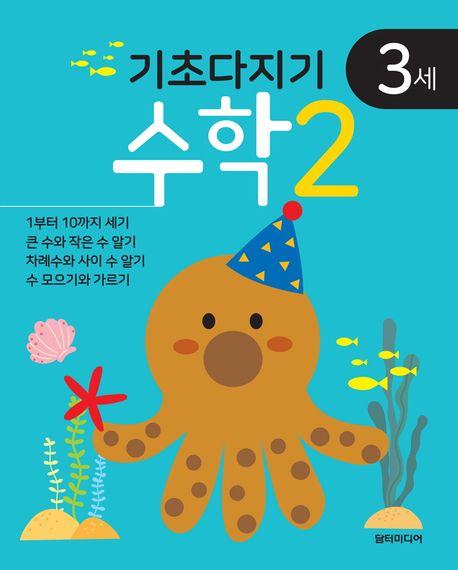 3세
기초다지기
수학2
1부터 10까지 세기
큰 수와 작은 수 알기
차례수와 사이 수 알기
수 모으기와 가르기
담터미디어